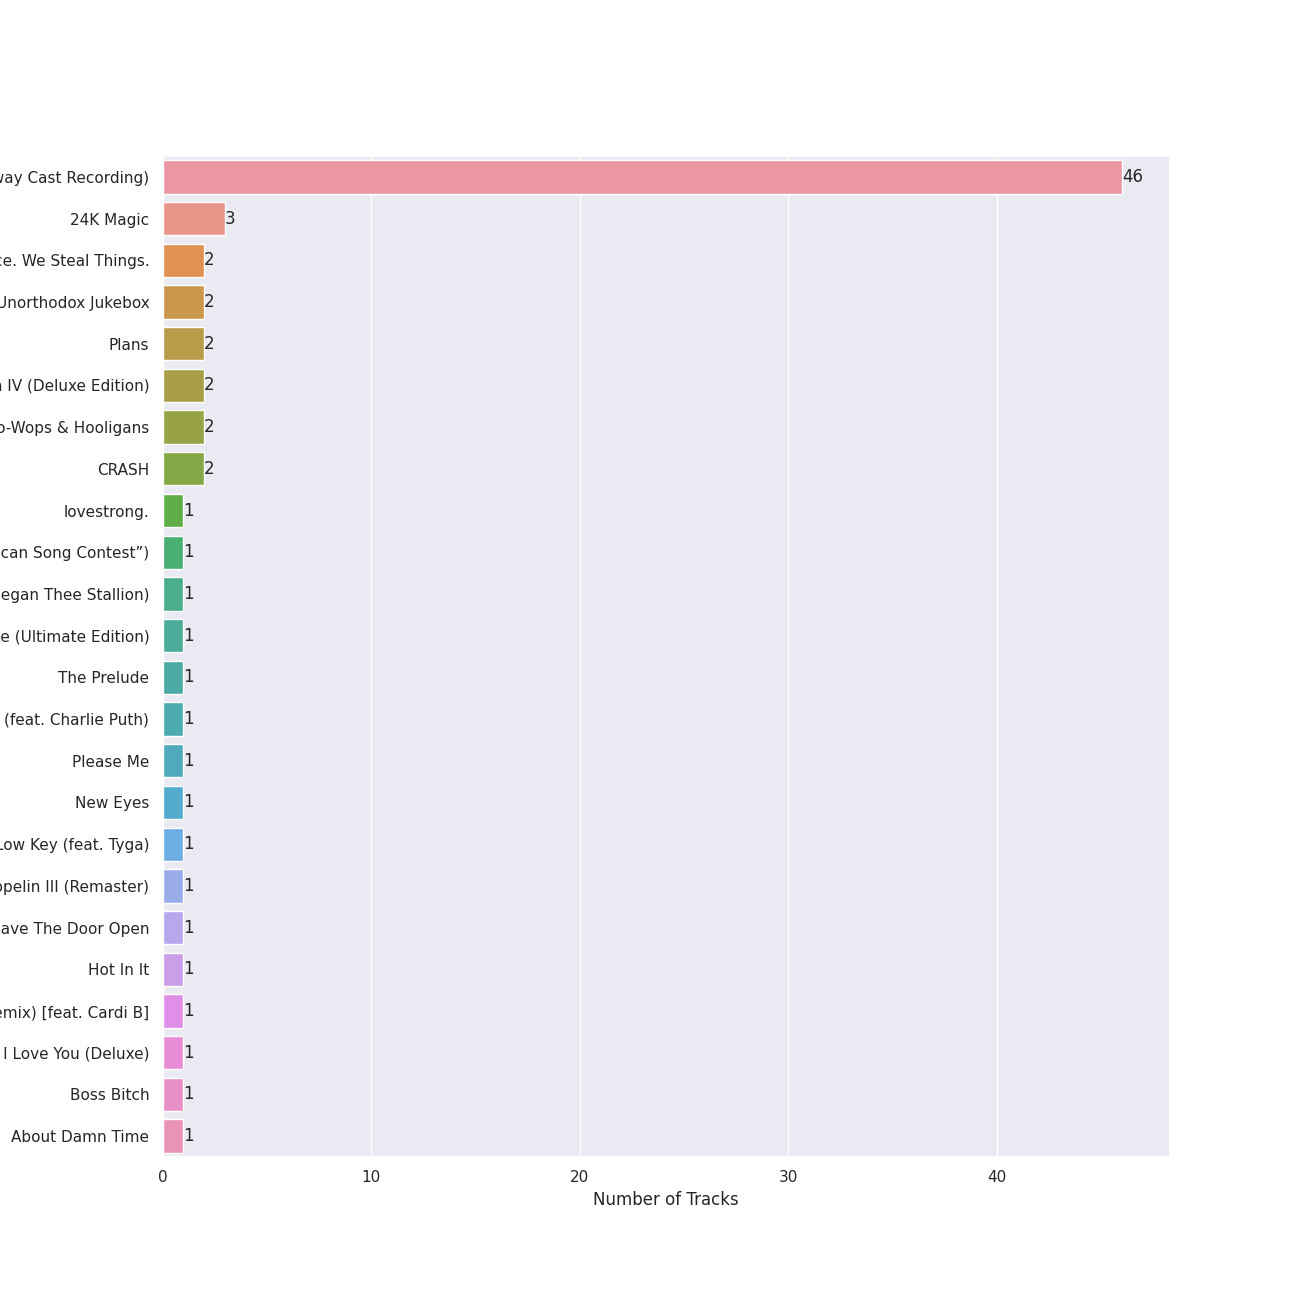 way Cast Recording) 46
24K Magic 3
ce. We Steal Things. 2
Unorthodox Jukebox 2
Plans 2
IV (Deluxe Edition) 2
o-Wops & Hooligans 2
CRASH 2
lovestrong. 1
can Song Contest”) 1
egan Thee Stallion) 1
e (Ultimate Edition) 1
The Prelude 1
(feat. Charlie Puth) 1
Please Me 1
New Eyes 1
Low Key (feat. Tyga) 1
ppelin III (Remaster) 1
ave The Door Open 1
Hot In It 1
emix) [feat. Cardi B] 1
I Love You (Deluxe) 1
Boss Bitch 1
About Damn Time 1
0 10 20 30 40
Number of Tracks